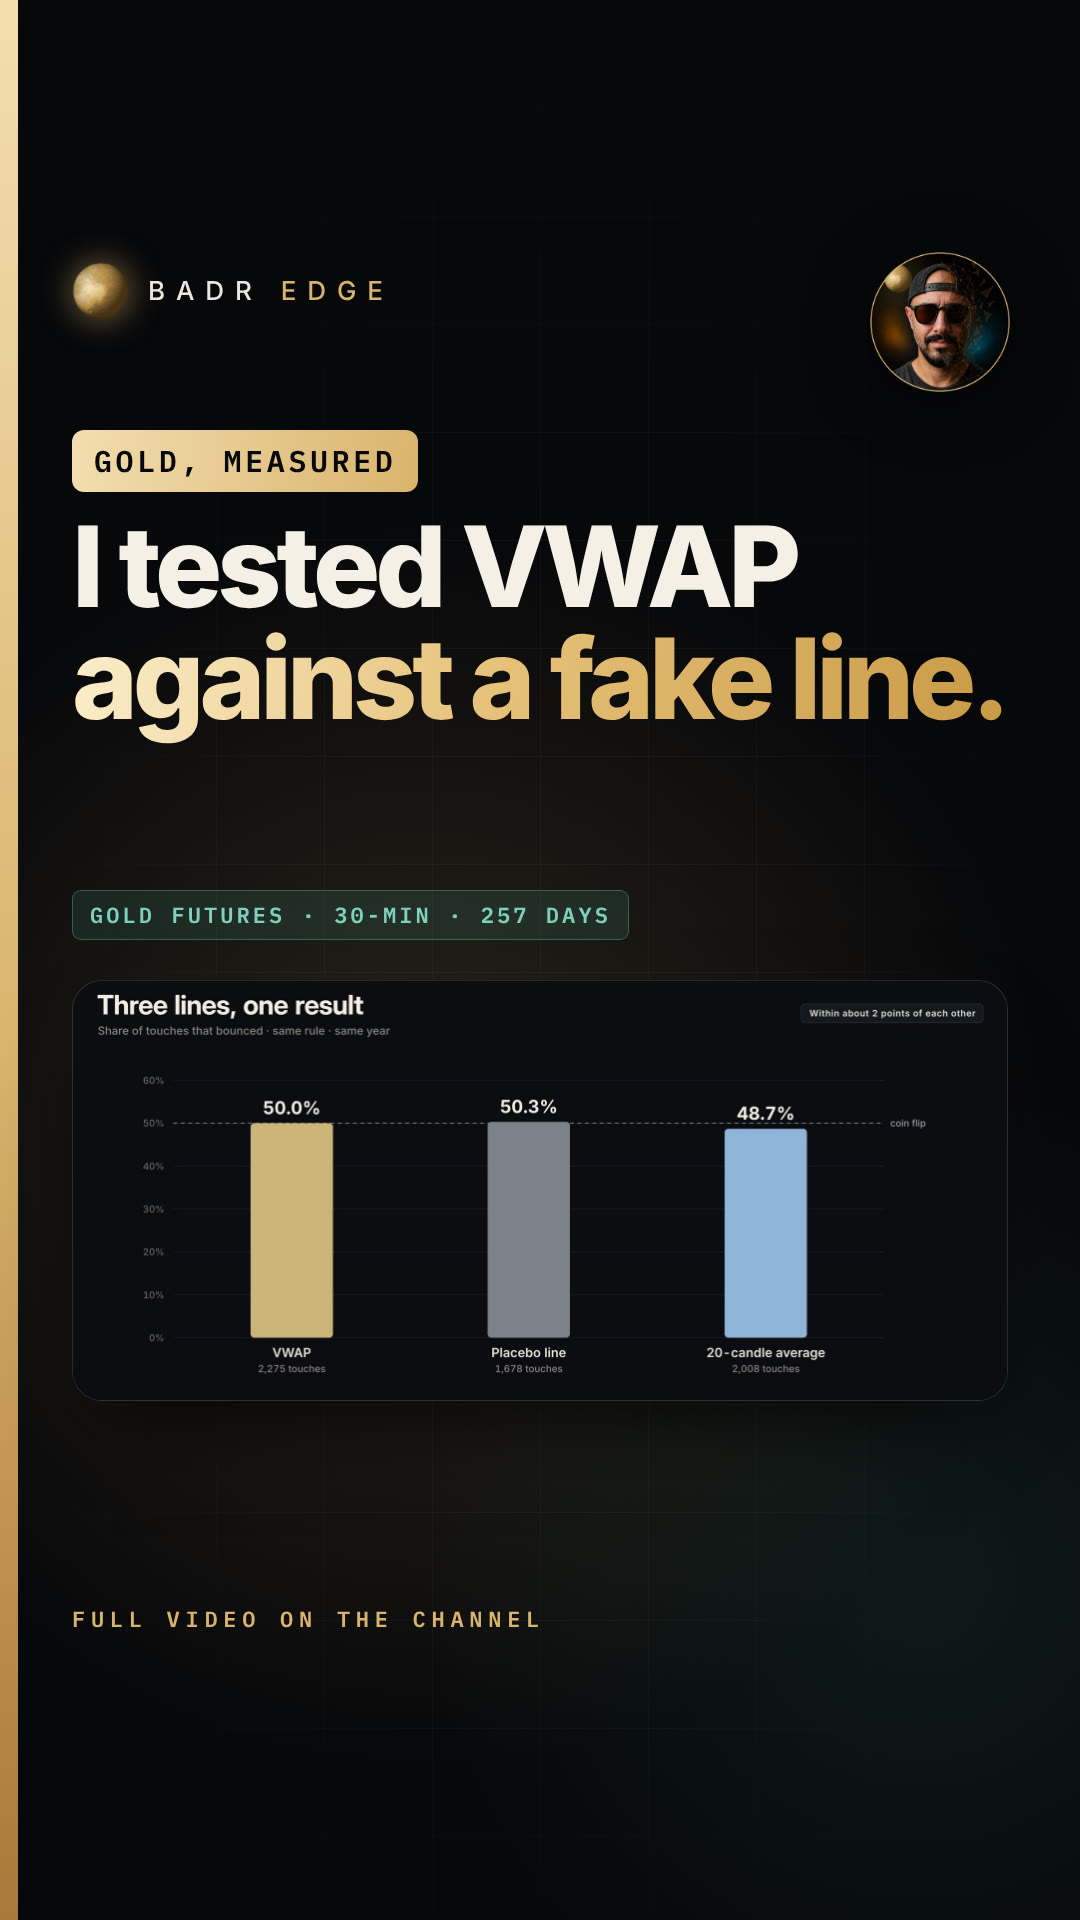 BADR EDGE
GOLD, MEASURED
I tested VWAP
against a fake line.
GOLD FUTURES · 30-MIN · 257 DAYS
Three lines, one result
Within about 2 points of each other
Share of touches that bounced · same rule · same year
60%
50.0%
50.3%
48.7%
50%
coin flip
40%
30%
20%
10%
0%
VWAP
Placebo line
20-candle average
2,275 touches
1,678 touches
2,008 touches
FULL VIDEO ON THE CHANNEL